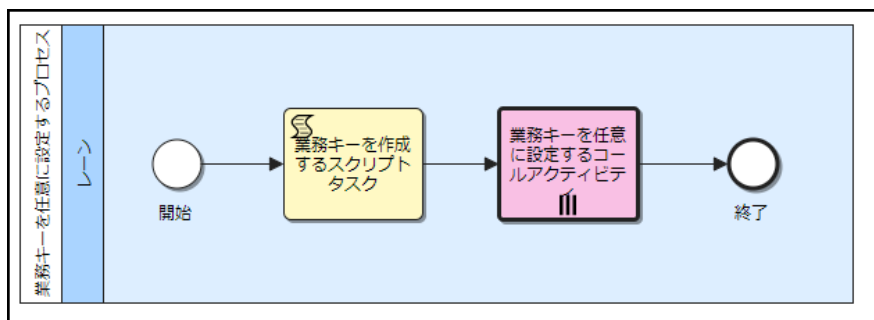 業務キーを任意に設定するプロセス
レーン
開始
業務キーを作成
するスクリプト
タスク
業務キーを任意
に設定するコー
ルアクティビテ
ィ
終了